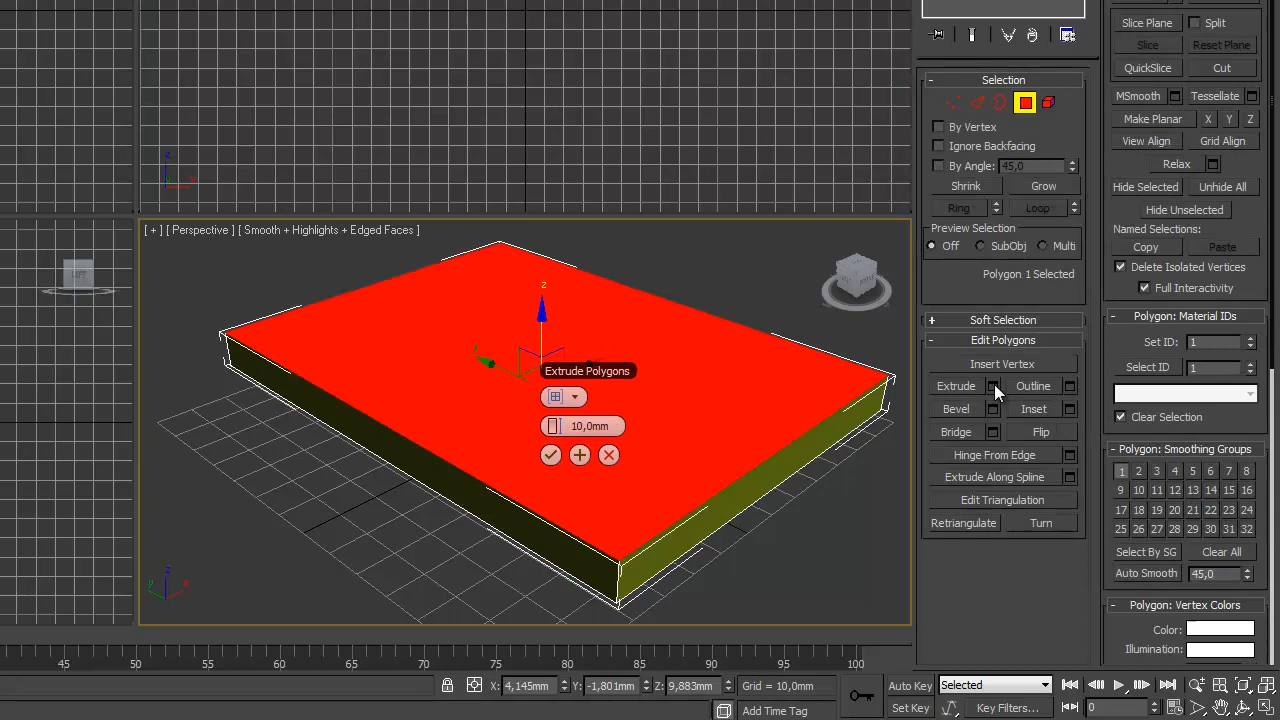 [ + ] [ Perspective ] [ Smooth + Highlights + Edged Faces ]
z
x
z
y
LEFT
Extrude Polygons
10,0mm
z
y
x
45 50 55 60 65 70 75 80 85 90 95 100
X: 4,145mm Y: -1,801mm Z: 9,883mm Grid = 10,0mm
Add Time Tag
Auto Key Selected
Set Key Key Filters... 0
- Selection
By Vertex
Ignore Backfacing
By Angle: 45,0
Shrink Grow
Ring Loop
Preview Selection
Off SubObj Multi
Polygon 1 Selected
+ Soft Selection
- Edit Polygons
Insert Vertex
Extrude Outline
Bevel Inset
Bridge Flip
Hinge From Edge
Extrude Along Spline
Edit Triangulation
Retriangulate Turn
Slice Plane Split
Slice Reset Plane
QuickSlice Cut
MSmooth Tessellate
Make Planar X Y Z
View Align Grid Align
Relax
Hide Selected Unhide All
Hide Unselected
Named Selections:
Copy Paste
Delete Isolated Vertices
Full Interactivity
- Polygon: Material IDs
Set ID: 1
Select ID 1
Clear Selection
- Polygon: Smoothing Groups
1 2 3 4 5 6 7 8
9 10 11 12 13 14 15 16
17 18 19 20 21 22 23 24
25 26 27 28 29 30 31 32
Select By SG Clear All
Auto Smooth 45,0
- Polygon: Vertex Colors
Color:
Illumination: